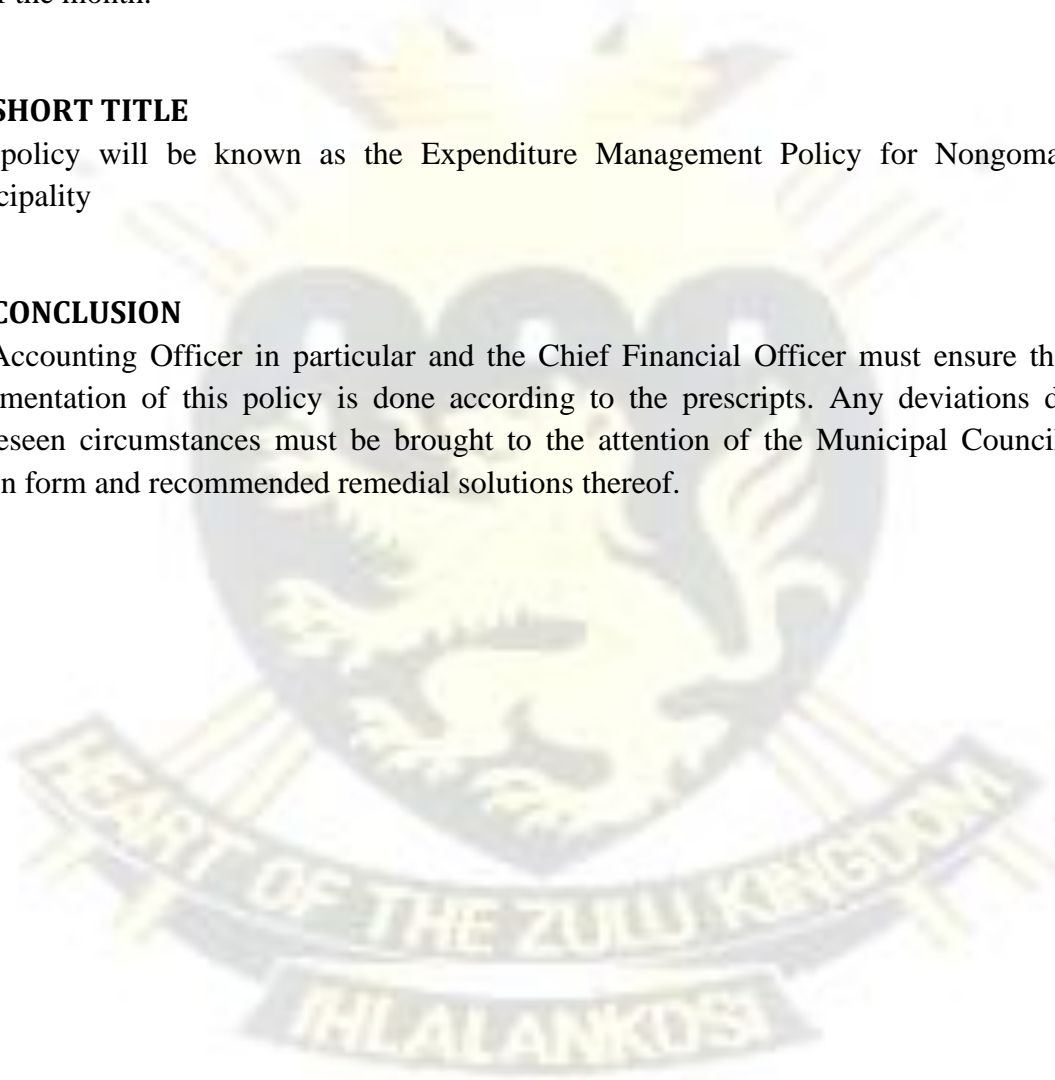 the month.
SHORT TITLE
policy will be known as the Expenditure Management Policy for Nongoma
cipality
CONCLUSION
Accounting Officer in particular and the Chief Financial Officer must ensure th
mentation of this policy is done according to the prescripts. Any deviations d
eseen circumstances must be brought to the attention of the Municipal Council
n form and recommended remedial solutions thereof.
HEART OF THE ZULU KINGDOM
IHLALANKOSI